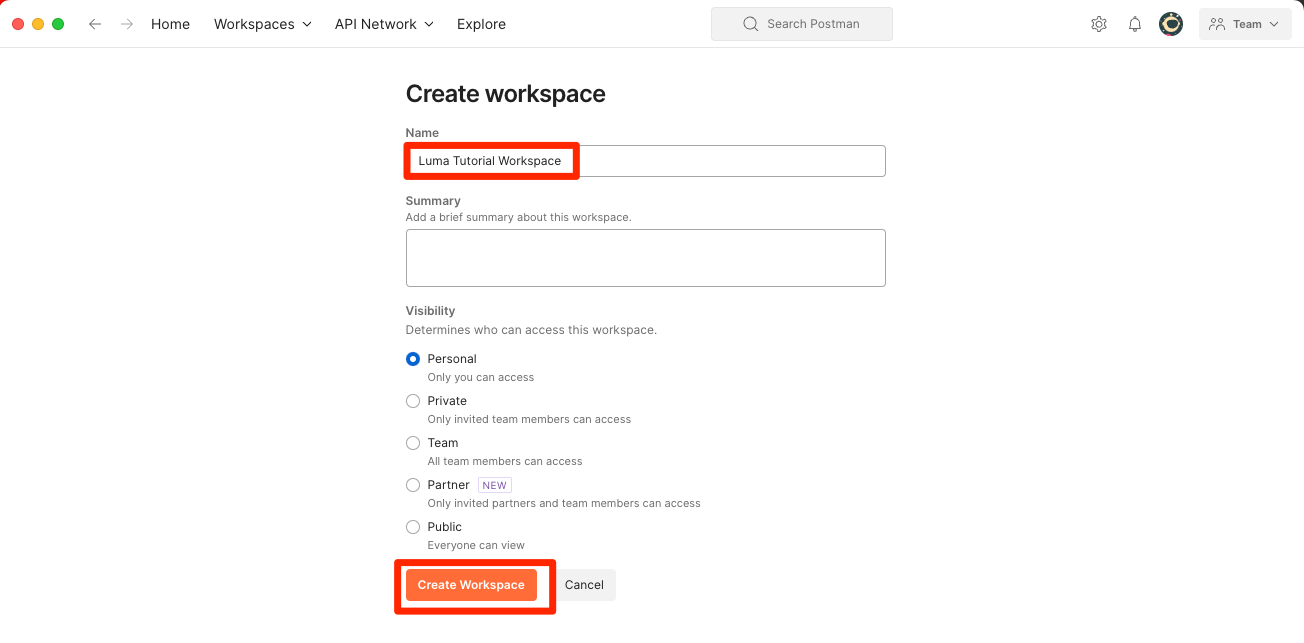 Home Workspaces API Network Explore Search Postman Team
Create workspace
Name
Luma Tutorial Workspace
Summary
Add a brief summary about this workspace.
Visibility
Determines who can access this workspace.
Personal
Only you can access
Private
Only invited team members can access
Team
All team members can access
Partner NEW
Only invited partners and team members can access
Public
Everyone can view
Create Workspace Cancel